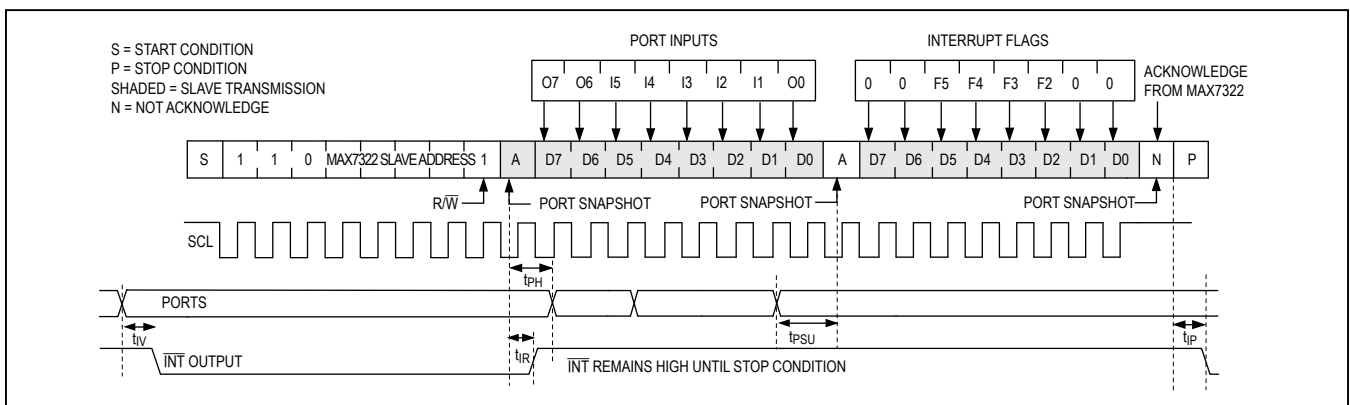 S = START CONDITION
P = STOP CONDITION
SHADED = SLAVE TRANSMISSION
N = NOT ACKNOWLEDGE
PORT INPUTS
INTERRUPT FLAGS
O7 O6 I5 I4 I3 I2 I1 O0
0 0 F5 F4 F3 F2 0 0
ACKNOWLEDGE
FROM MAX7322
S 1 1 0 MAX7322 SLAVE ADDRESS 1 A D7 D6 D5 D4 D3 D2 D1 D0 A D7 D6 D5 D4 D3 D2 D1 D0 N P
R/W̅ PORT SNAPSHOT PORT SNAPSHOT PORT SNAPSHOT
SCL
tPH
PORTS
tIV tIR tPSU tIP
I̅N̅T̅ OUTPUT I̅N̅T̅ REMAINS HIGH UNTIL STOP CONDITION